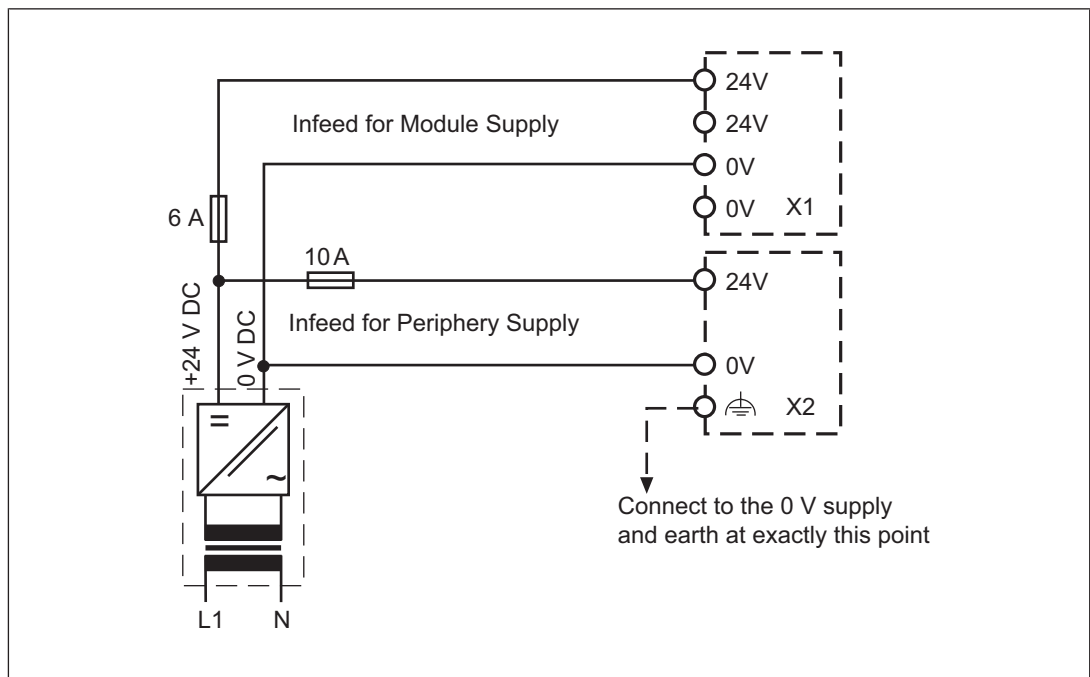 24V
Infeed for Module Supply
24V
0V
6 A
0V X1
10 A
24V
Infeed for Periphery Supply
+24 V DC
0 V DC
0V
X2
=
~
Connect to the 0 V supply
and earth at exactly this point
L1 N